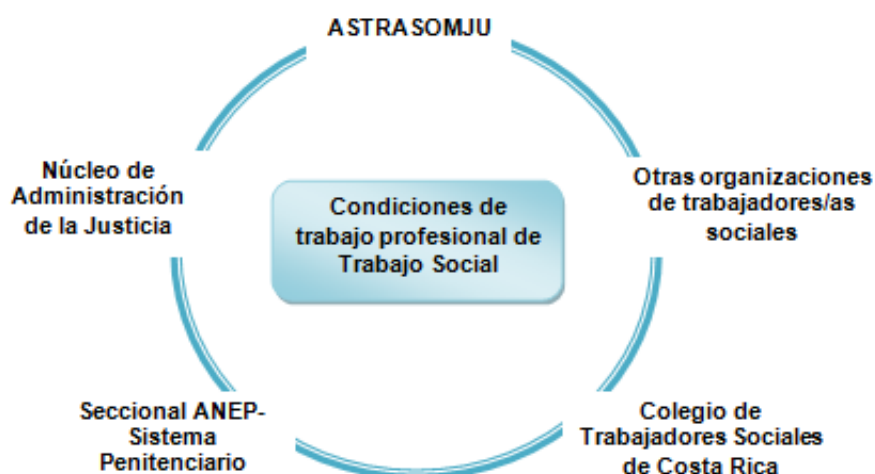 ASTRASOMJU
Núcleo de
Administración
de la Justicia
Otras organizaciones
de trabajadores/as
sociales
Condiciones de
trabajo profesional de
Trabajo Social
Seccional ANEP-
Sistema
Penitenciario
Colegio de
Trabajadores Sociales
de Costa Rica